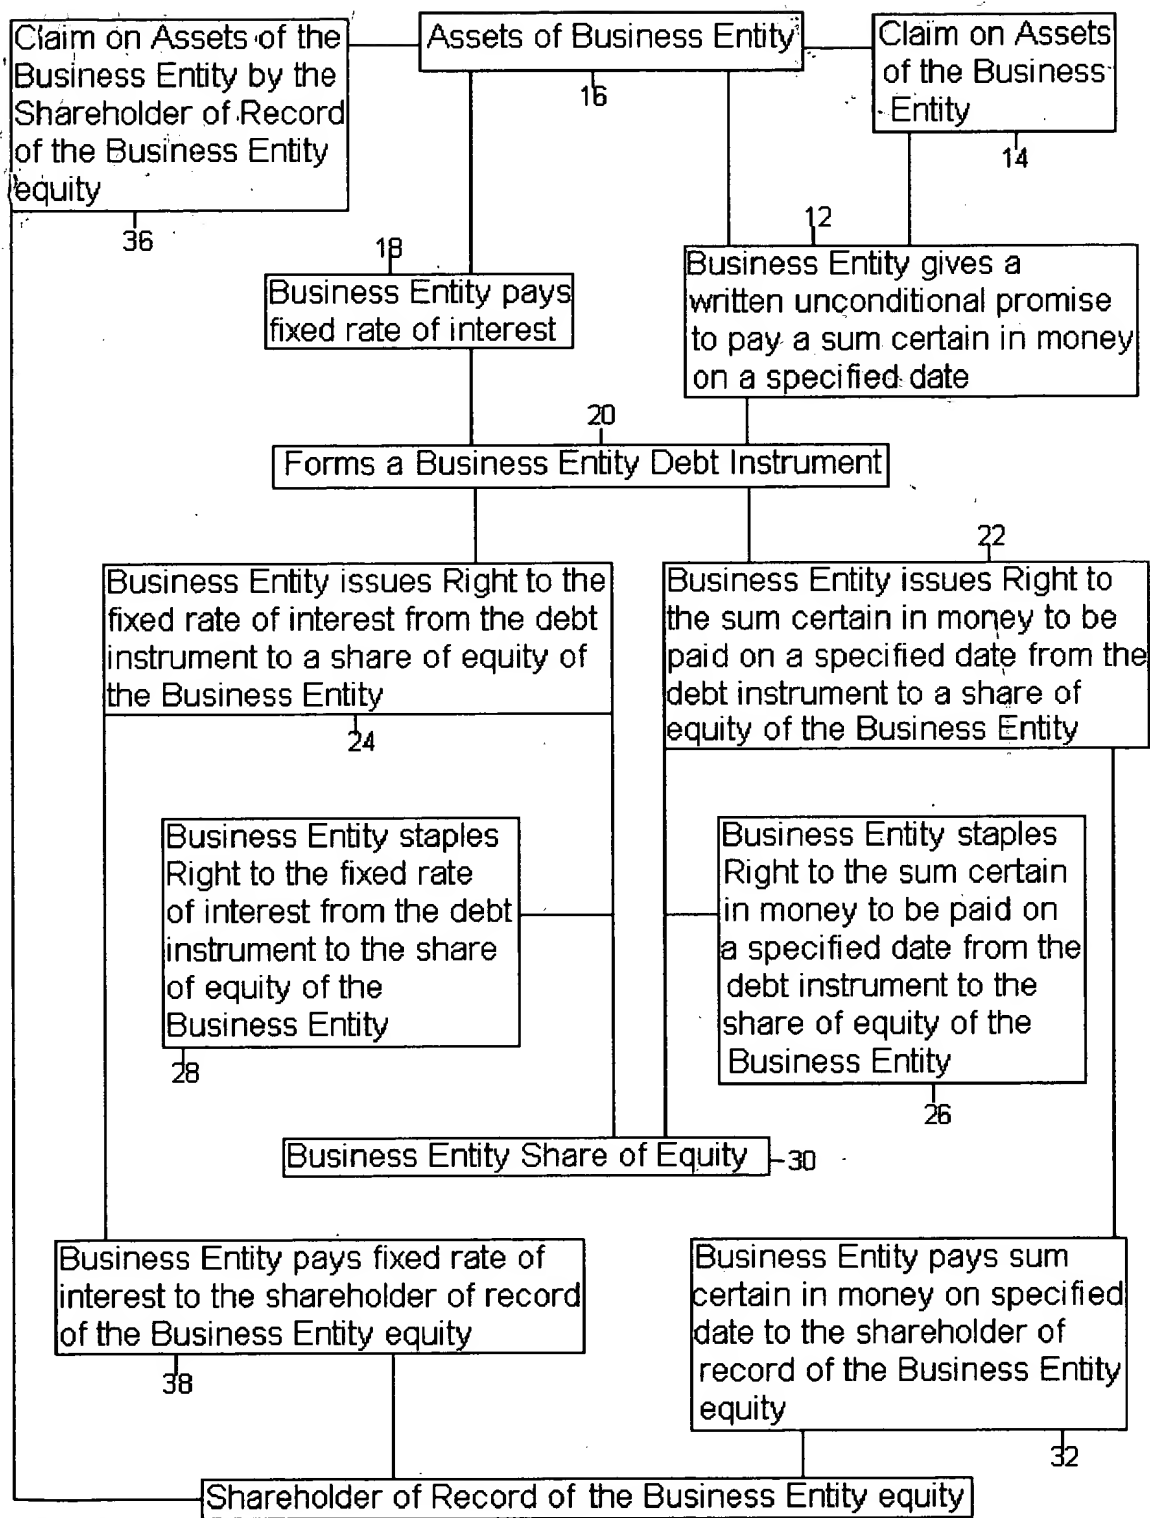 Claim on Assets of the
Business Entity by the
Shareholder of Record
of the Business Entity
equity
36
Assets of Business Entity
16
Claim on Assets
of the Business
Entity
14
18
Business Entity pays
fixed rate of interest
12
Business Entity gives a
written unconditional promise
to pay a sum certain in money
on a specified date
20
Forms a Business Entity Debt Instrument
Business Entity issues Right to the
fixed rate of interest from the debt
instrument to a share of equity of
the Business Entity
24
22
Business Entity issues Right to
the sum certain in money to be
paid on a specified date from the
debt instrument to a share of
equity of the Business Entity
Business Entity staples
Right to the fixed rate
of interest from the debt
instrument to the share
of equity of the
Business Entity
28
Business Entity staples
Right to the sum certain
in money to be paid on
a specified date from the
debt instrument to the
share of equity of the
Business Entity
26
Business Entity Share of Equity
30
Business Entity pays fixed rate of
interest to the shareholder of record
of the Business Entity equity
38
Business Entity pays sum
certain in money on specified
date to the shareholder of
record of the Business Entity
equity
32
Shareholder of Record of the Business Entity equity